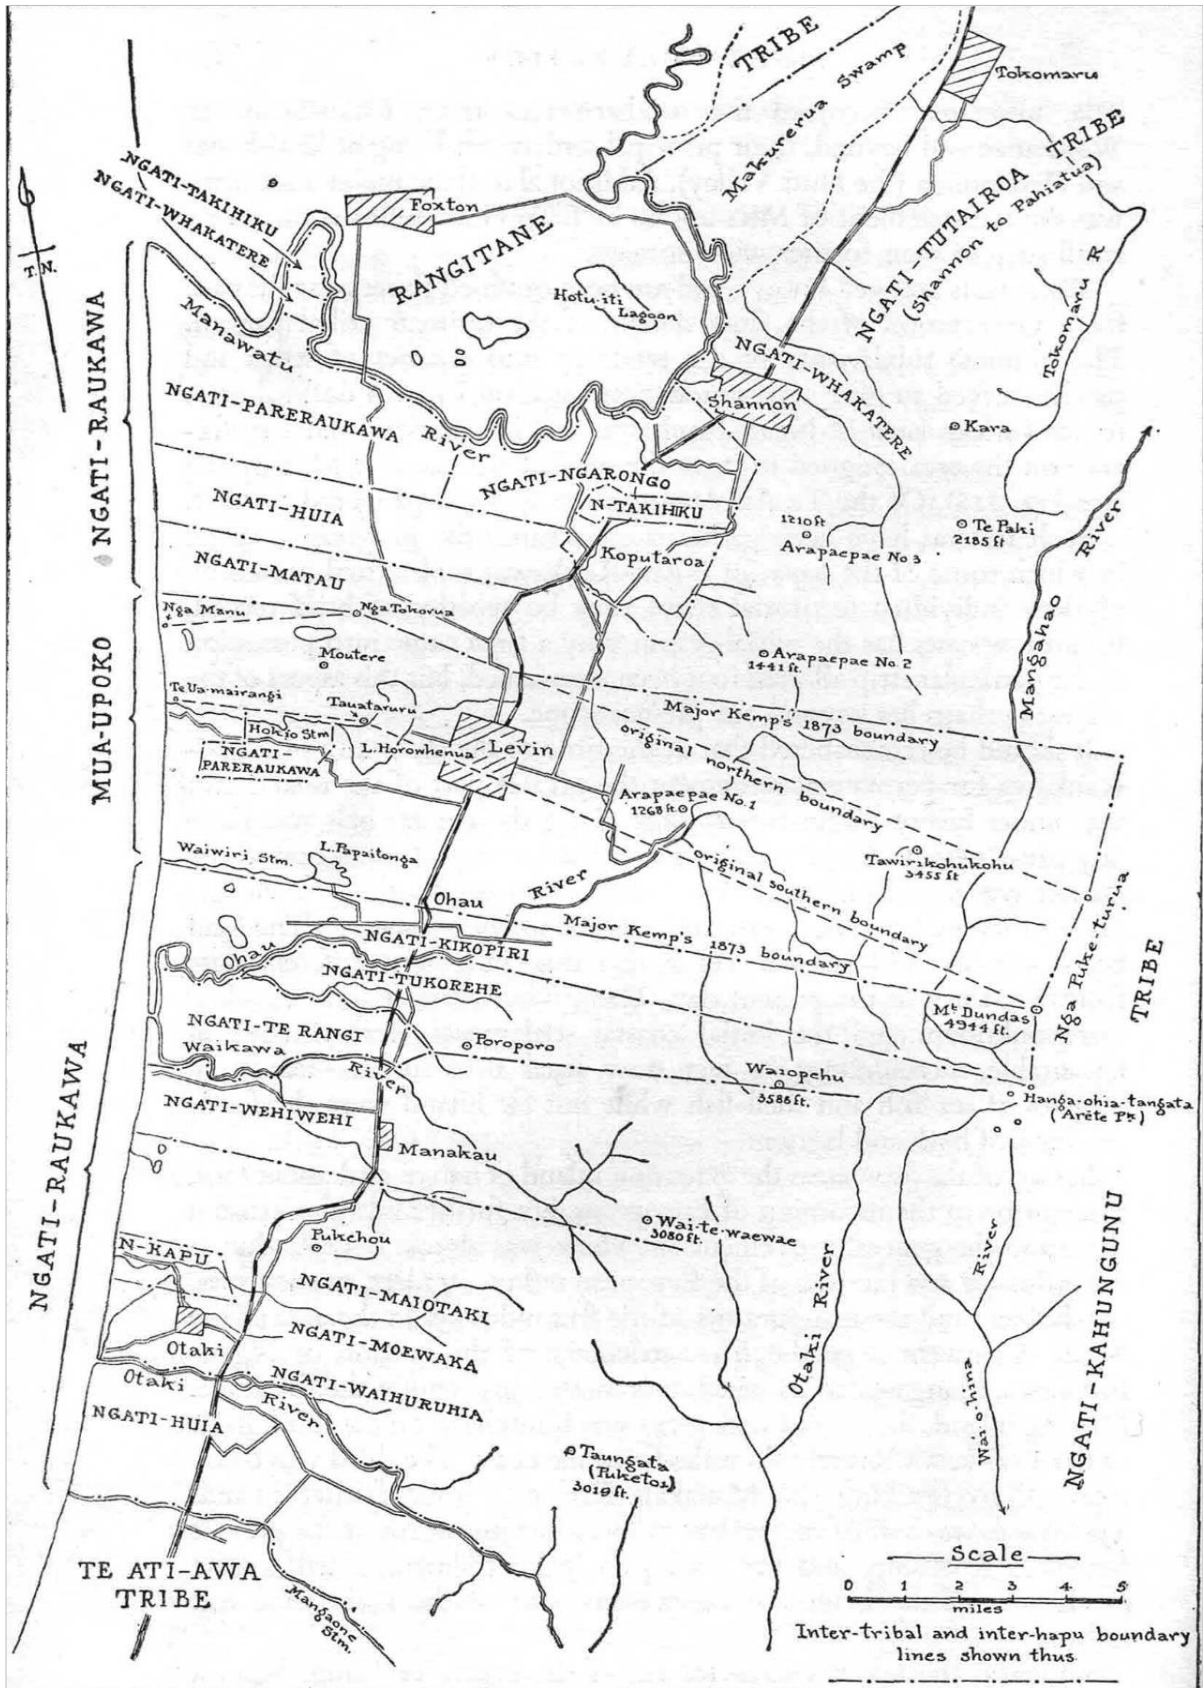 TRIBE
Makurerua Swamp
Tokomaru
NGATI-TAKIHIKU
NGATI-WHAKATERE
Foxton
RANGITANE
NGATI-TUTAIROA TRIBE
(Shannon to Pahiatua)
T.N.
Hotu-iti
Lagoon
Tokomaru R
Manawatu
River
NGATI-RAUKAWA
NGATI-WHAKATERE
Shannon
NGATI-PARERAUKAWA
Kara
NGATI-NGARONGO
N-TAKIHIKU
NGATI-HUIA
1210 ft
Arapaepae No 3
Te Paki
2185 ft
Koputaroa
NGATI-MATAU
Nga Manu
Nga Tokorua
Mangahao River
MUA-UPOKO
Moutere
Arapaepae No. 2
1441 ft.
Te Ua-mairangi
Tauataruru
Major Kemp's 1873 boundary
Hokio Stm
L. Horowhenua
Levin
original
northern boundary
NGATI-
PARERAUKAWA
Arapaepae No.1
1268 ft
Tawirikohukohu
3455 ft
Waiwiri Stm.
L. Papaitonga
original southern boundary
River
Ohau
Major Kemp's 1873 boundary
Nga Puke-turua
TRIBE
NGATI-KIKOPIRI
Ohau
NGATI-TUKOREHE
Mt Dundas
4944 ft.
NGATI-TE RANGI
Poroporo
Waikawa
River
Waiopehu
3588 ft.
Hanga-ohia-tangata
(Arête Pk)
NGATI-WEHIWEHI
NGATI-RAUKAWA
Manakau
Wai-te-waewae
3080 ft.
Pukehou
N-KAPU
NGATI-MAIOTAKI
Otaki River
River
NGATI-KAHUNGUNU
NGATI-MOEWAKA
Otaki
Otaki
River
NGATI-WAIHURUHIA
NGATI-HUIA
Waiohine
Taungata
(Puketoi)
3019 ft.
TE ATI-AWA
TRIBE
Mangaone
Stm.
Scale
0 1 2 3 4 5
miles
Inter-tribal and inter-hapu boundary
lines shown thus